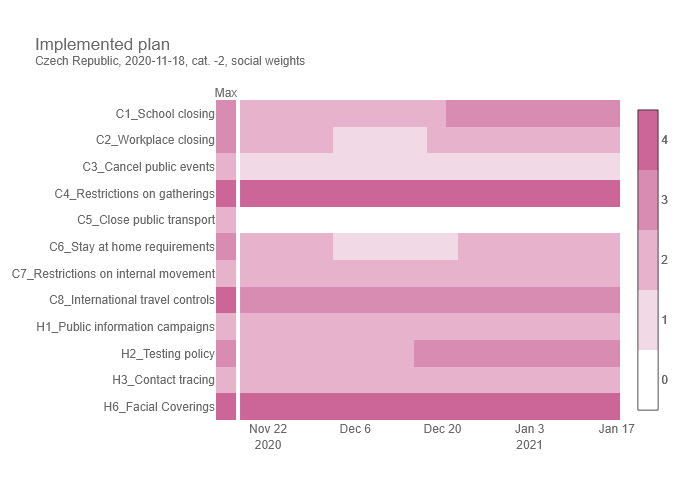 Implemented plan
Czech Republic, 2020-11-18, cat. -2, social weights
Max
C1_School closing
C2_Workplace closing
C3_Cancel public events
C4_Restrictions on gatherings
C5_Close public transport
C6_Stay at home requirements
C7_Restrictions on internal movement
C8_International travel controls
H1_Public information campaigns
H2_Testing policy
H3_Contact tracing
H6_Facial Coverings
Nov 22 Dec 6 Dec 20 Jan 3 Jan 17
2020 2021
4
3
2
1
0